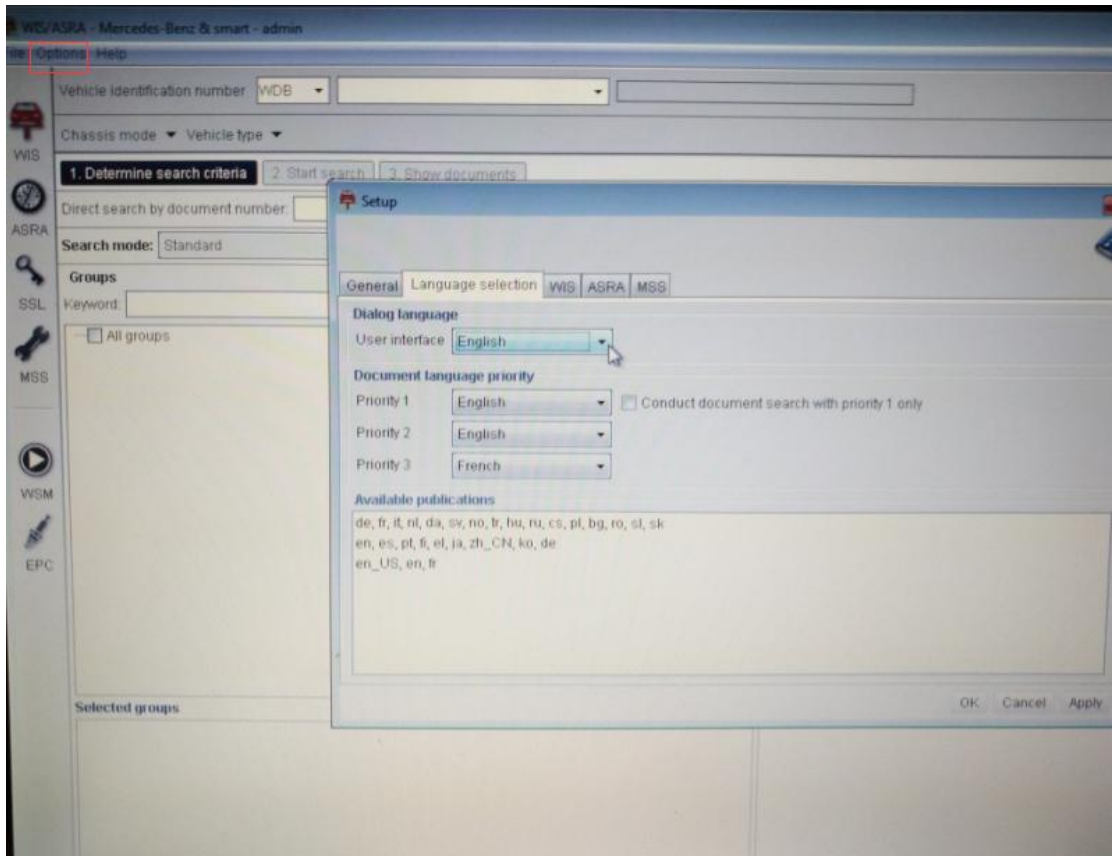 WIS/ASRA - Mercedes-Benz & smart - admin
Options Help
Vehicle identification number WDB
Chassis mode Vehicle type
WIS
1. Determine search criteria 2. Start search 3. Show documents
Direct search by document number:
ASRA
Search mode: Standard
Groups
SSL
Keyword:
All groups
MSS
WSM
EPC
Selected groups
Setup
General Language selection WIS ASRA MSS
Dialog language
User interface English
Document language priority
Priority 1 English Conduct document search with priority 1 only
Priority 2 English
Priority 3 French
Available publications
de, fr, it, nl, da, sv, no, tr, hu, ru, cs, pl, bg, ro, sl, sk
en, es, pt, fi, el, ja, zh_CN, ko, de
en_US, en, fr
OK Cancel Apply